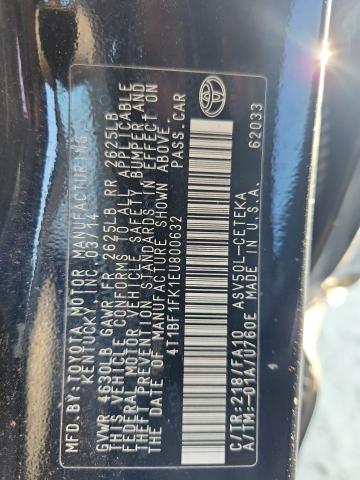 MFD. BY: TOYOTA MOTOR MANUFACTURING,
KENTUCKY, INC. 03/14
GVWR 4630LB GAWR FR 2625LB RR 2625LB
THIS VEHICLE CONFORMS TO ALL APPLICABLE
FEDERAL MOTOR VEHICLE SAFETY, BUMPER, AND
THEFT PREVENTION STANDARDS IN EFFECT ON
THE DATE OF MANUFACTURE SHOWN ABOVE.
4T1BF1FK1EU800632 PASS. CAR
C/TR: 218/FA10 ASV50L-CETEKA
A/TM: -01A/U760E MADE IN U.S.A. 62033
TOYOTA